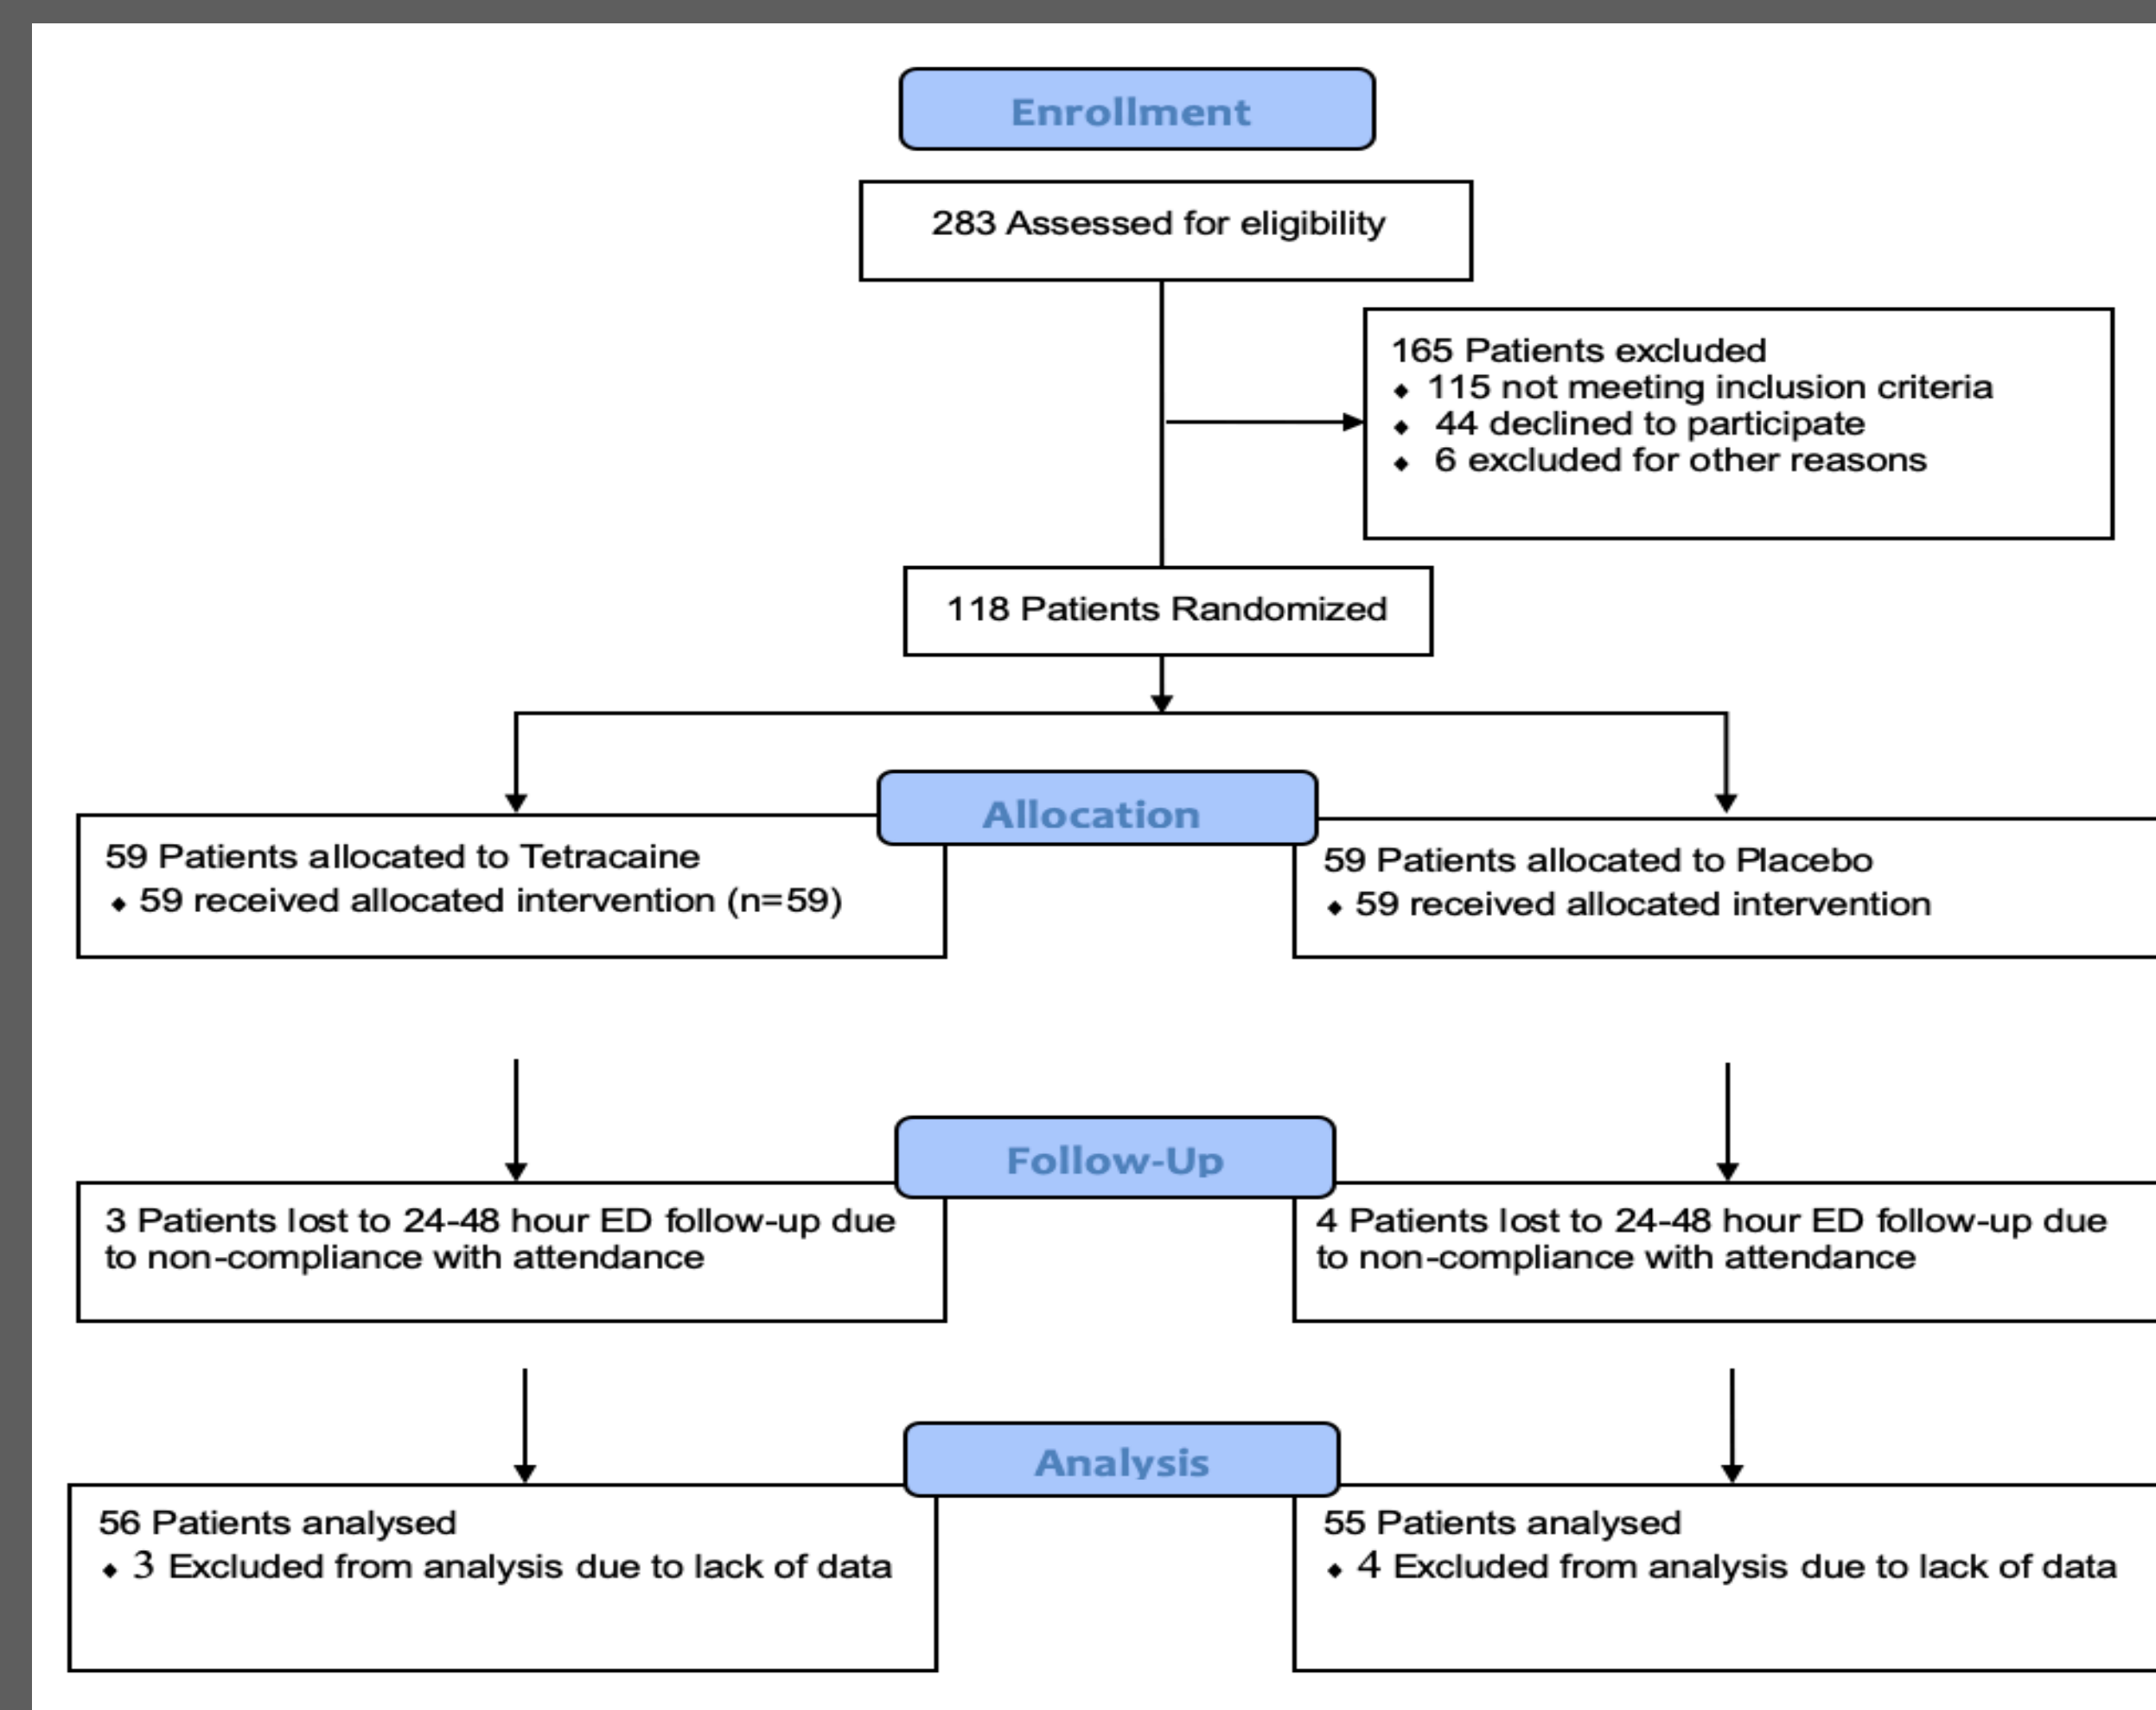 Enrollment
283 Assessed for eligibility
165 Patients excluded
⬥ 115 not meeting inclusion criteria
⬥ 44 declined to participate
⬥ 6 excluded for other reasons
118 Patients Randomized
Allocation
59 Patients allocated to Tetracaine
⬥ 59 received allocated intervention (n=59)
59 Patients allocated to Placebo
⬥ 59 received allocated intervention
Follow-Up
3 Patients lost to 24-48 hour ED follow-up due
to non-compliance with attendance
4 Patients lost to 24-48 hour ED follow-up due
to non-compliance with attendance
Analysis
56 Patients analysed
⬥ 3 Excluded from analysis due to lack of data
55 Patients analysed
⬥ 4 Excluded from analysis due to lack of data